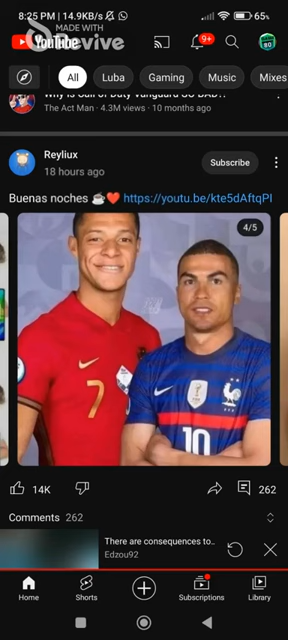 8:25 PM | 14.9KB/s
65%
MADE WITH
Revive
YouTube
9+
All
Luba
Gaming
Music
Mixes
The Act Man · 4.3M views · 10 months ago
Reyliux
18 hours ago
Subscribe
Buenas noches ☕❤️ https://youtu.be/kte5dAftqPI
4/5
7
10
14K
262
Comments 262
There are consequences to..
Edzou92
Home
Shorts
Subscriptions
Library